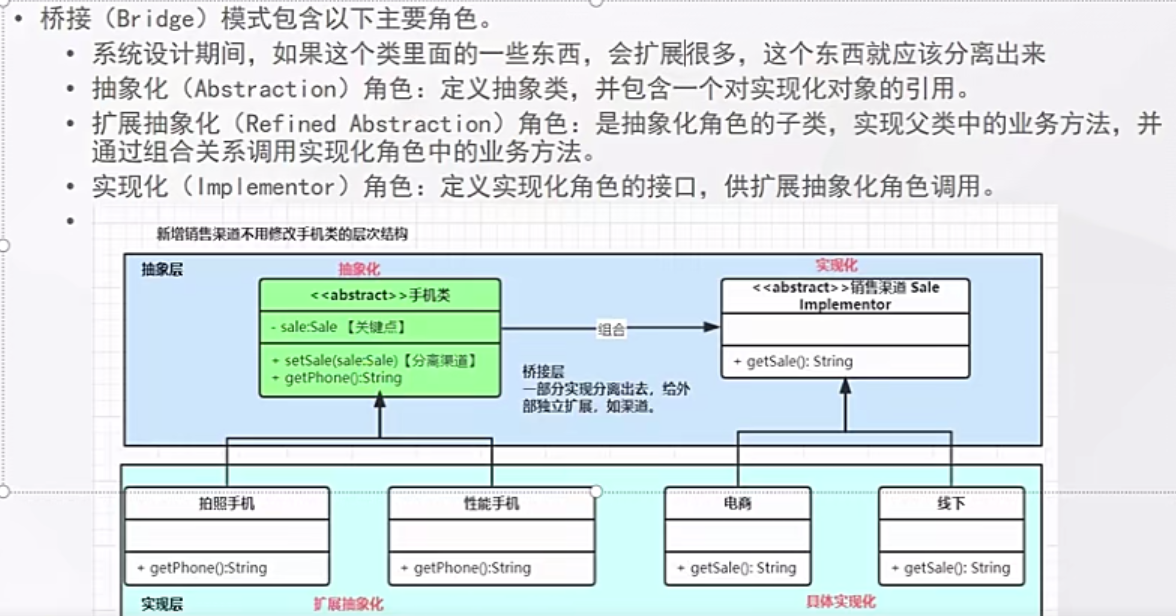 • 桥接（Bridge）模式包含以下主要角色。
• 系统设计期间，如果这个类里面的一些东西，会扩展很多，这个东西就应该分离出来
• 抽象化（Abstraction）角色：定义抽象类，并包含一个对实现化对象的引用。
• 扩展抽象化（Refined Abstraction）角色：是抽象化角色的子类，实现父类中的业务方法，并
通过组合关系调用实现化角色中的业务方法。
• 实现化（Implementor）角色：定义实现化角色的接口，供扩展抽象化角色调用。
•
新增销售渠道不用修改手机类的层次结构
抽象层
抽象化
实现化
<<abstract>>手机类
- sale:Sale【关键点】
+ setSale(sale:Sale)【分离渠道】
+ getPhone():String
组合
<<abstract>>销售渠道 Sale
Implementor
+ getSale(): String
桥接层
一部分实现分离出去，给外
部独立扩展，如渠道。
拍照手机
+ getPhone():String
性能手机
+ getPhone():String
电商
+ getSale(): String
线下
+ getSale(): String
实现层
扩展抽象化
具体实现化